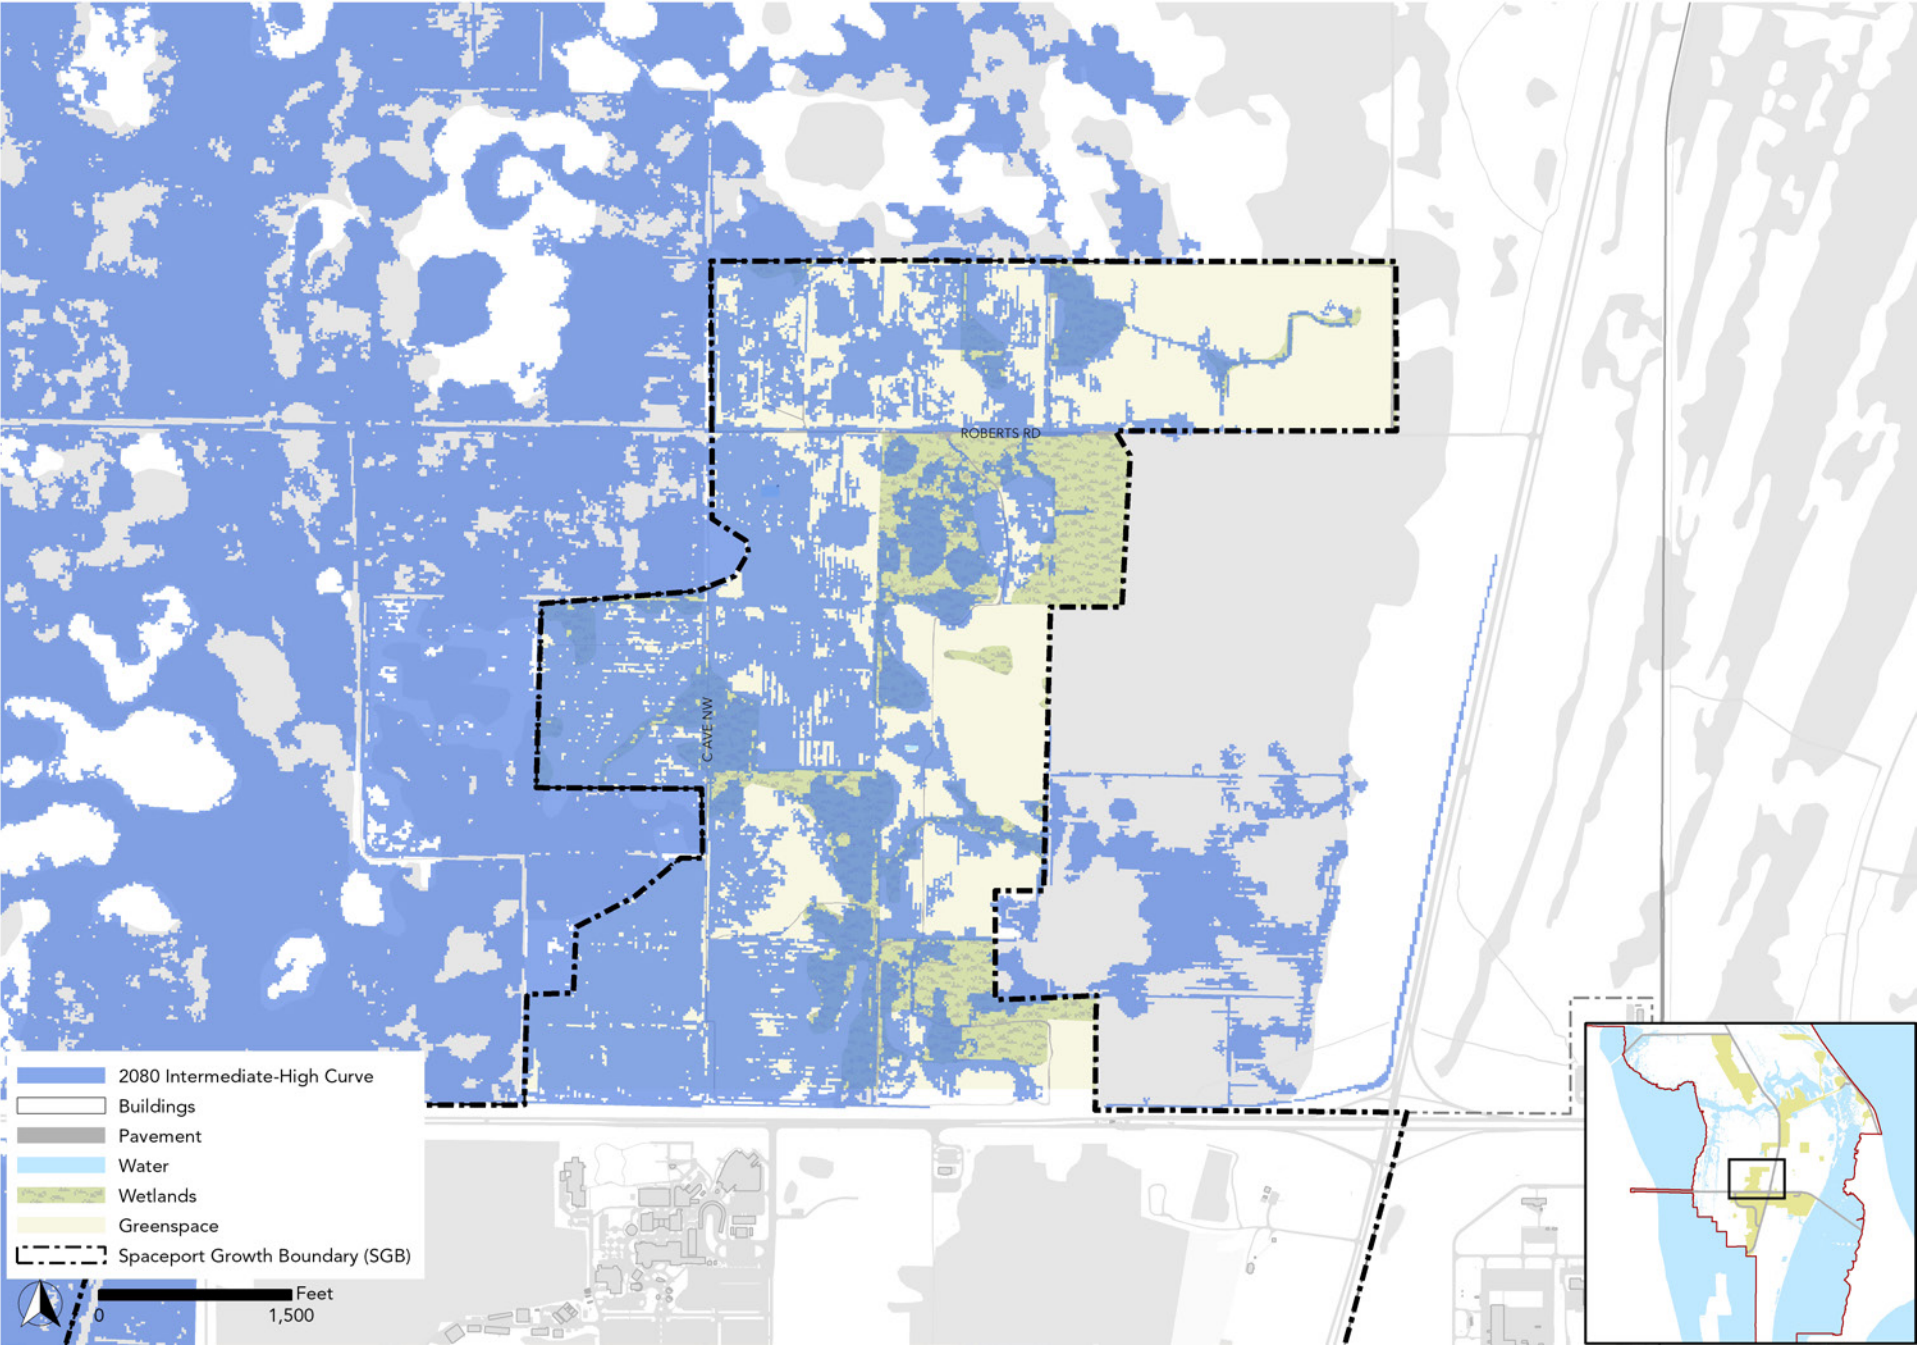 ROBERTS RD
C AVE NW
2080 Intermediate-High Curve
Buildings
Pavement
Water
Wetlands
Greenspace
Spaceport Growth Boundary (SGB)
Feet
0 1,500